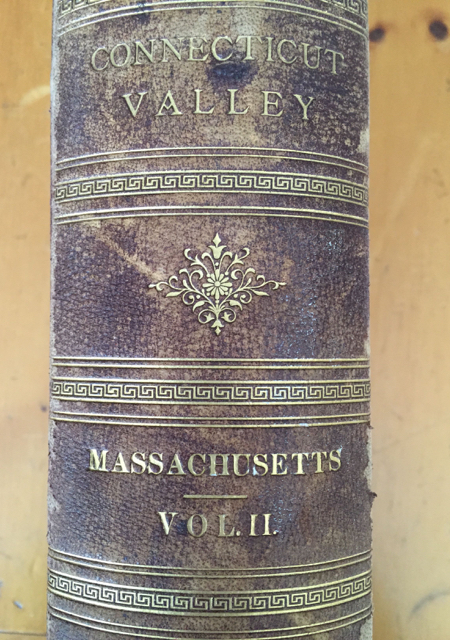 CONNECTICUT
VALLEY
MASSACHUSETTS
VOL. II.